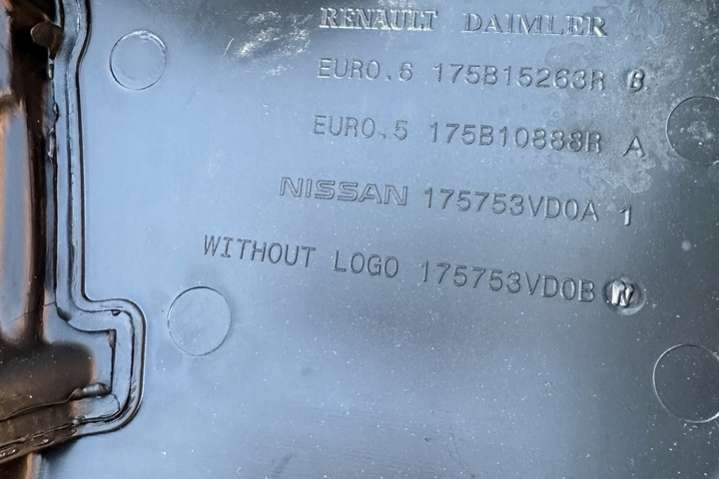 RENAULT DAIMLER
EURO.6 175B15263R B
EURO.5 175B10888R A
NISSAN 175753VD0A 1
WITHOUT LOGO 175753VD0B W